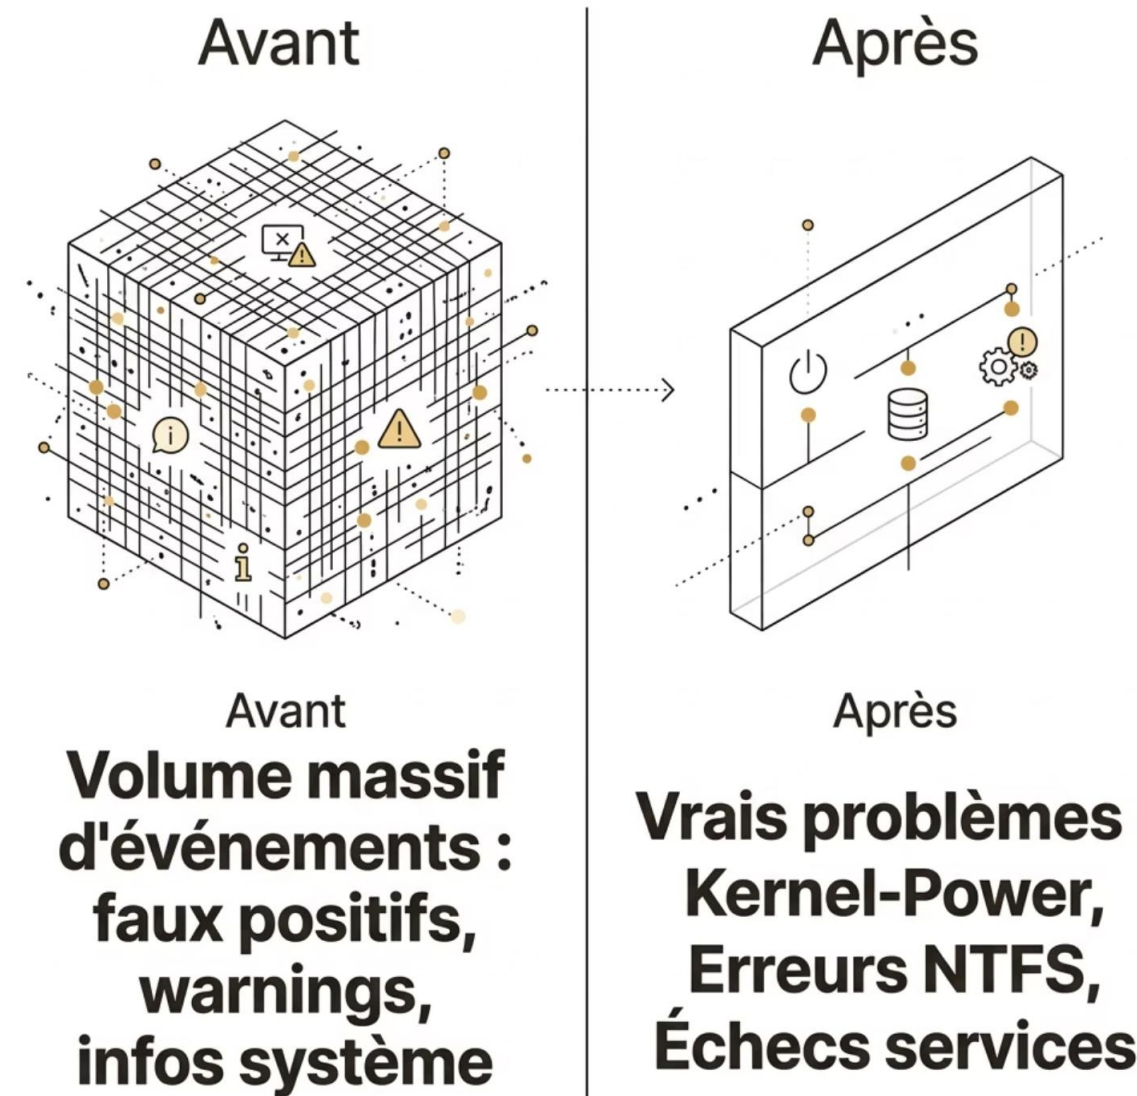 Avant
Avant
Volume massif
d'événements :
faux positifs,
warnings,
infos système
Après
Après
Vrais problèmes
Kernel-Power,
Erreurs NTFS,
Échecs services